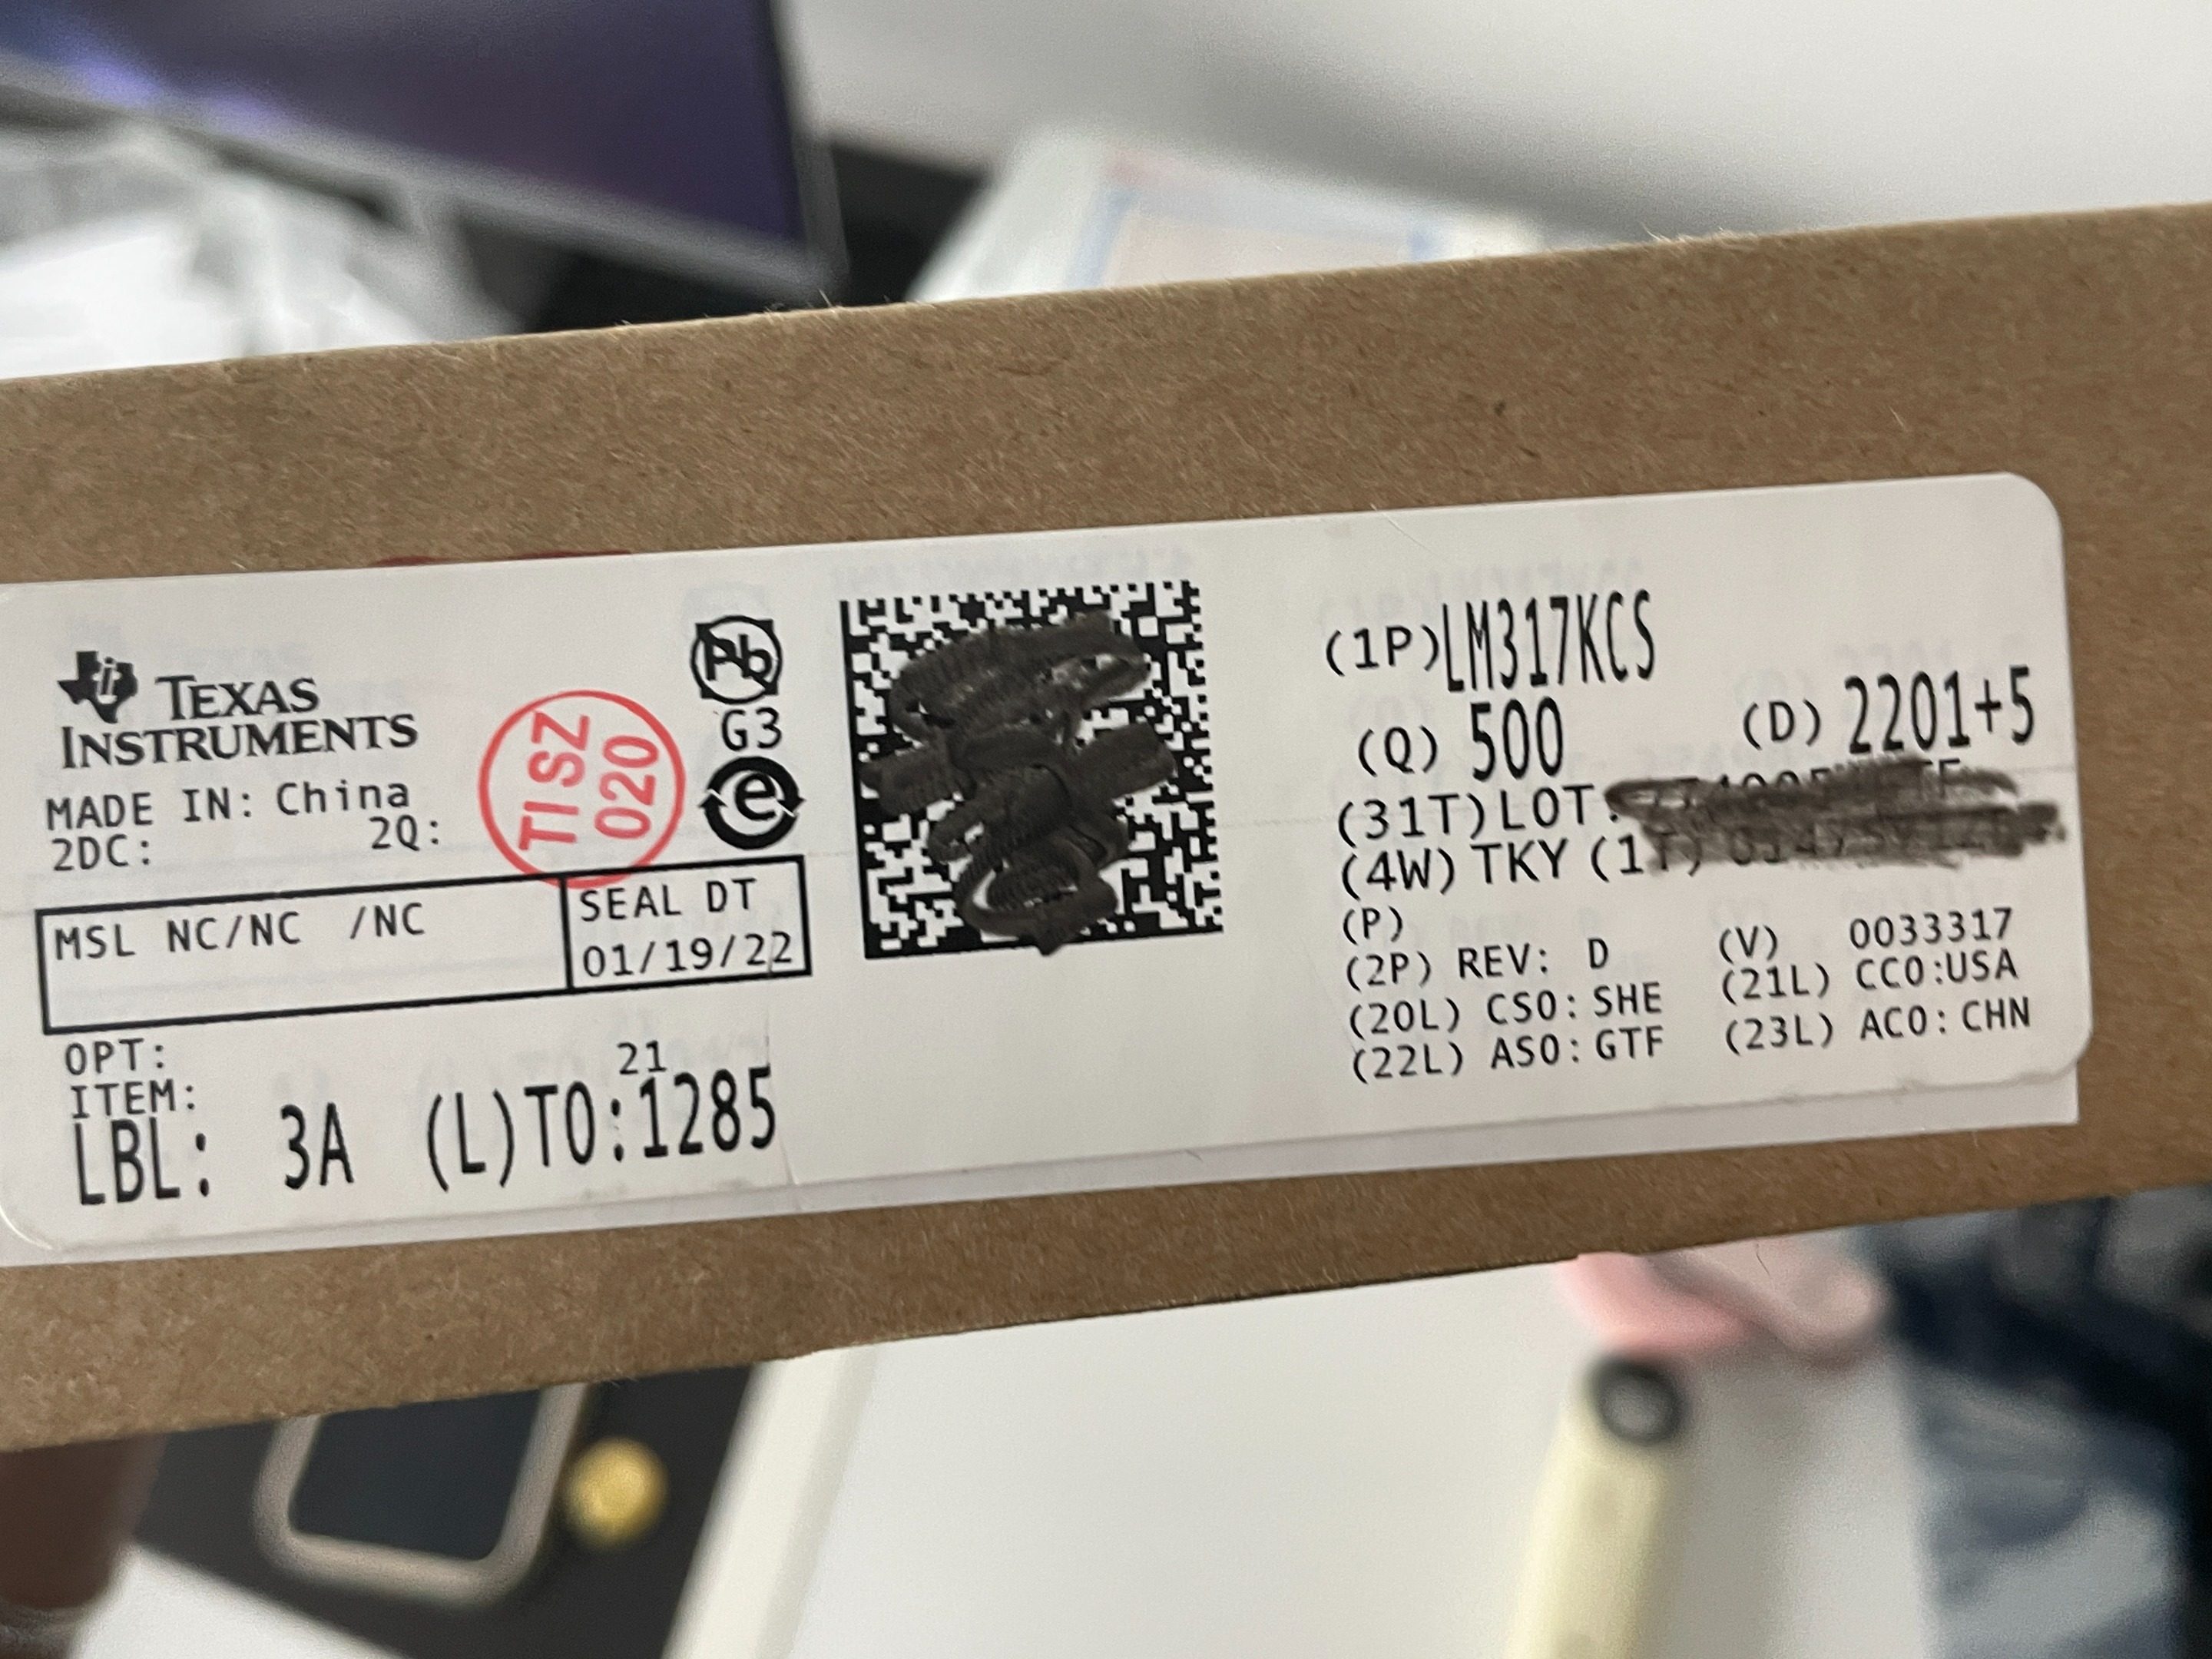 TEXAS
INSTRUMENTS
MADE IN: China
2DC: 2Q:
TISZ
020
Pb
G3
e
MSL NC/NC /NC
SEAL DT
01/19/22
OPT:
ITEM: 21
LBL: 3A (L)TO:1285
(1P)LM317KCS
(Q) 500 (D) 2201+5
(31T)LOT:
(4W) TKY (1T)
(P)
(2P) REV: D (V) 0033317
(20L) CSO: SHE (21L) CCO:USA
(22L) ASO: GTF (23L) ACO: CHN